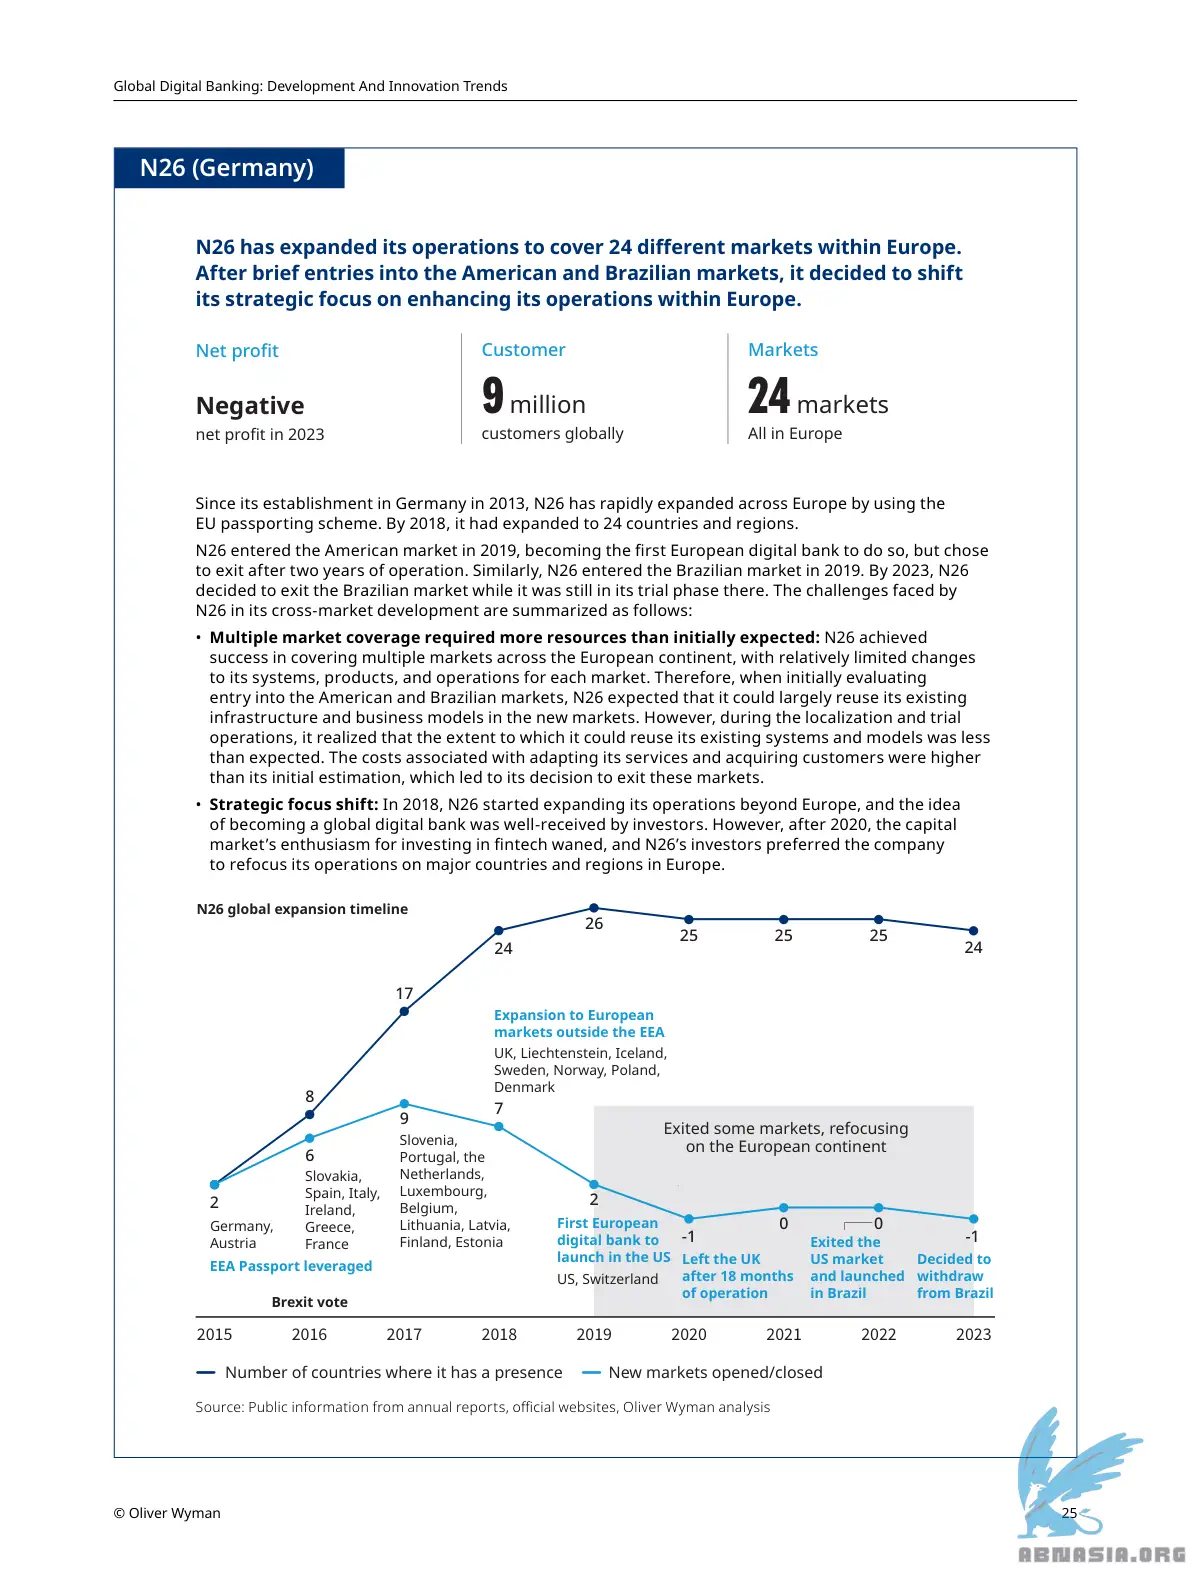 Global Digital Banking: Development And Innovation Trends
N26 (Germany)
N26 has expanded its operations to cover 24 different markets within Europe.
After brief entries into the American and Brazilian markets, it decided to shift
its strategic focus on enhancing its operations within Europe.
Net profit
Negative
net profit in 2023
Customer
9 million
customers globally
Markets
24 markets
All in Europe
Since its establishment in Germany in 2013, N26 has rapidly expanded across Europe by using the
EU passporting scheme. By 2018, it had expanded to 24 countries and regions.
N26 entered the American market in 2019, becoming the first European digital bank to do so, but chose
to exit after two years of operation. Similarly, N26 entered the Brazilian market in 2019. By 2023, N26
decided to exit the Brazilian market while it was still in its trial phase there. The challenges faced by
N26 in its cross-market development are summarized as follows:
• Multiple market coverage required more resources than initially expected: N26 achieved
success in covering multiple markets across the European continent, with relatively limited changes
to its systems, products, and operations for each market. Therefore, when initially evaluating
entry into the American and Brazilian markets, N26 expected that it could largely reuse its existing
infrastructure and business models in the new markets. However, during the localization and trial
operations, it realized that the extent to which it could reuse its existing systems and models was less
than expected. The costs associated with adapting its services and acquiring customers were higher
than its initial estimation, which led to its decision to exit these markets.
• Strategic focus shift: In 2018, N26 started expanding its operations beyond Europe, and the idea
of becoming a global digital bank was well-received by investors. However, after 2020, the capital
market's enthusiasm for investing in fintech waned, and N26's investors preferred the company
to refocus its operations on major countries and regions in Europe.
N26 global expansion timeline
26
25
25
25
24
24
17
8
Expansion to European
markets outside the EEA
UK, Liechtenstein, Iceland,
Sweden, Norway, Poland,
Denmark
7
9
Slovenia,
Portugal, the
Netherlands,
Luxembourg,
Belgium,
Lithuania, Latvia,
Finland, Estonia
6
Slovakia,
Spain, Italy,
Ireland,
Greece,
France
2
Germany,
Austria
EEA Passport leveraged
Brexit vote
Exited some markets, refocusing
on the European continent
2
First European
digital bank to
launch in the US
US, Switzerland
-1
Left the UK
after 18 months
of operation
0
0
Exited the
US market
and launched
in Brazil
-1
Decided to
withdraw
from Brazil
2015 2016 2017 2018 2019 2020 2021 2022 2023
Number of countries where it has a presence New markets opened/closed
Source: Public information from annual reports, official websites, Oliver Wyman analysis
© Oliver Wyman
25
ABNASIA.ORG